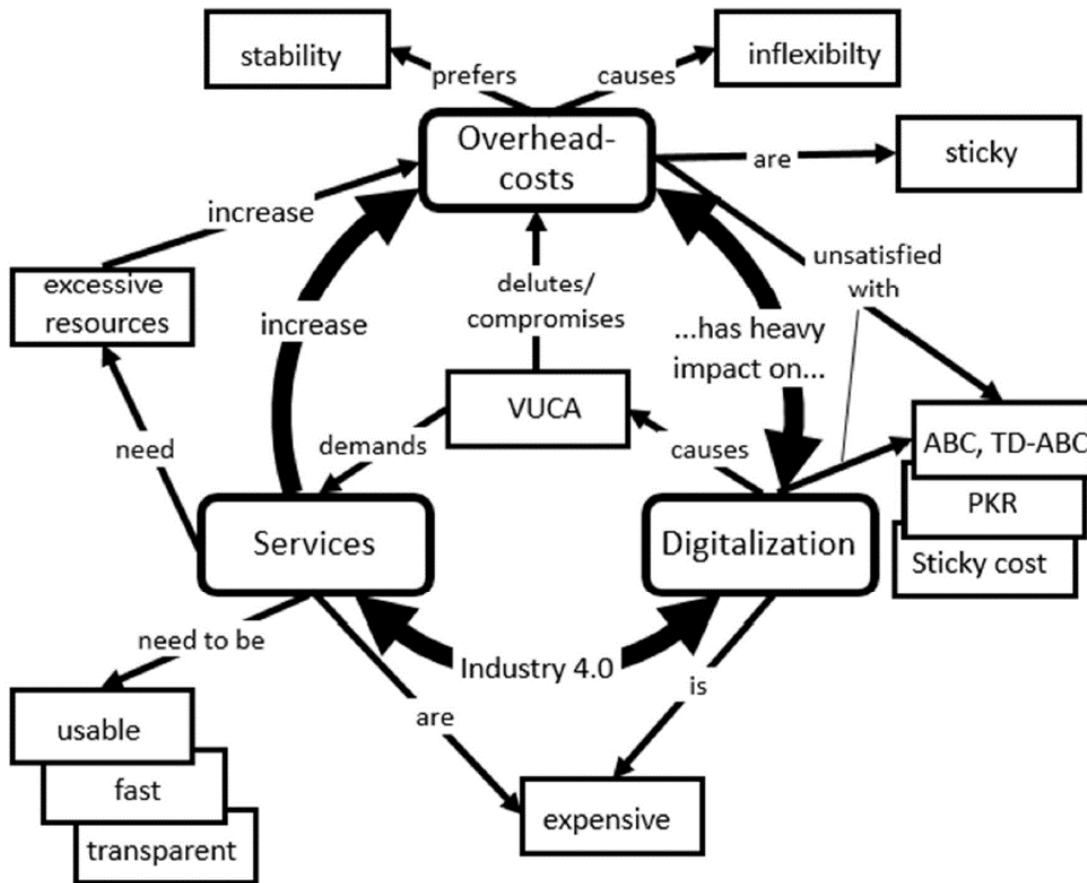 stability
prefers
causes
inflexibilty
Overhead-
costs
are
sticky
increase
unsatisfied
with
excessive
resources
increase
delutes/
compromises
...has heavy
impact on...
VUCA
need
demands
causes
ABC, TD-ABC
PKR
Sticky cost
Services
Digitalization
need to be
Industry 4.0
is
are
usable
fast
transparent
expensive